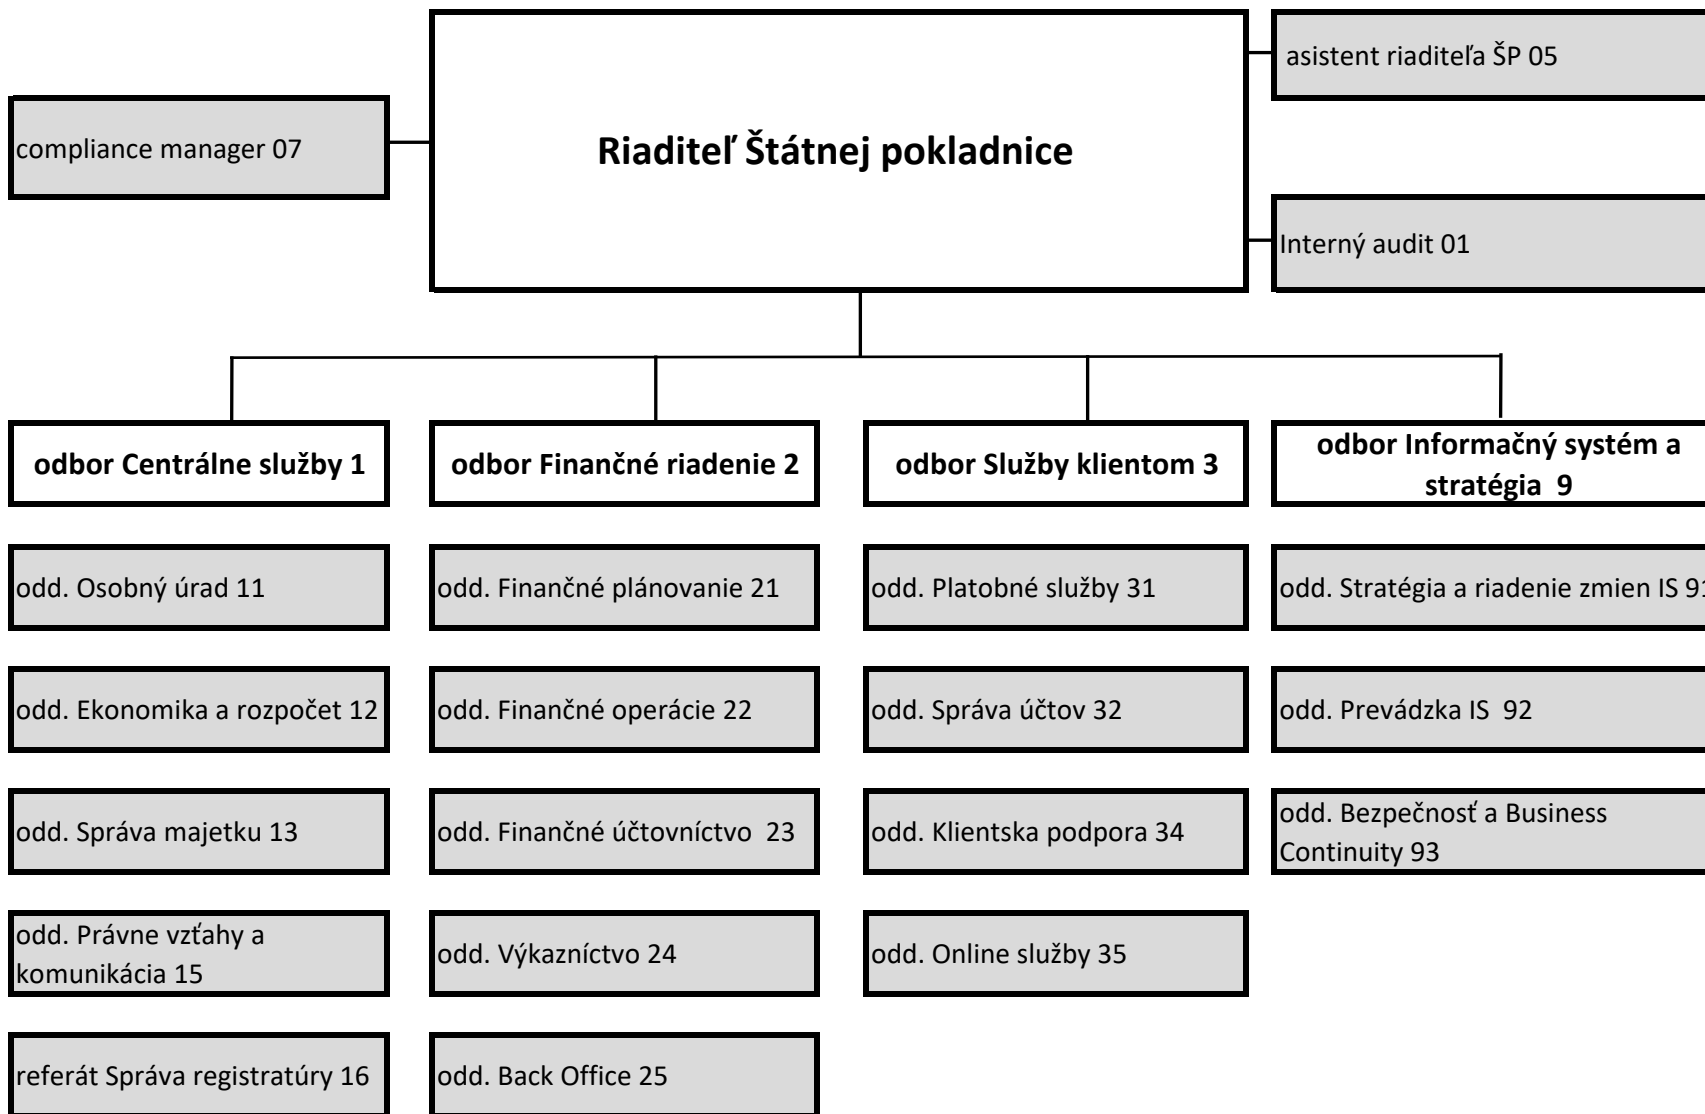 asistent riaditeľa ŠP 05
compliance manager 07
Riaditeľ Štátnej pokladnice
Interný audit 01
odbor Centrálne služby 1
odbor Finančné riadenie 2
odbor Služby klientom 3
odbor Informačný systém a
stratégia 9
odd. Osobný úrad 11
odd. Finančné plánovanie 21
odd. Platobné služby 31
odd. Stratégia a riadenie zmien IS 91
odd. Ekonomika a rozpočet 12
odd. Finančné operácie 22
odd. Správa účtov 32
odd. Prevádzka IS 92
odd. Správa majetku 13
odd. Finančné účtovníctvo 23
odd. Klientska podpora 34
odd. Bezpečnosť a Business
Continuity 93
odd. Právne vzťahy a
komunikácia 15
odd. Výkazníctvo 24
odd. Online služby 35
referát Správa registratúry 16
odd. Back Office 25